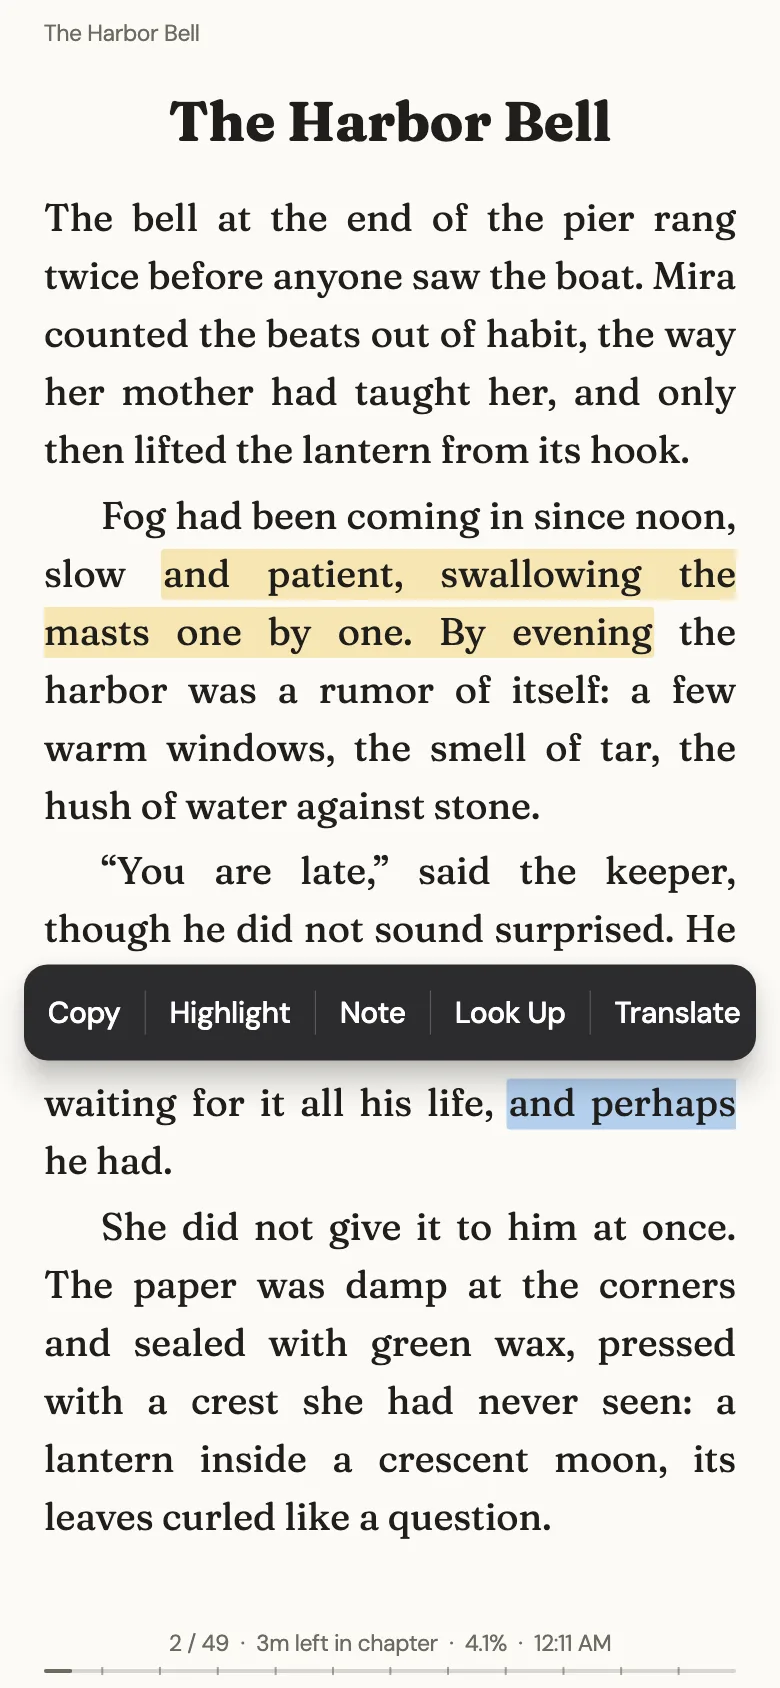 The Harbor Bell
The Harbor Bell
The bell at the end of the pier rang
twice before anyone saw the boat. Mira
counted the beats out of habit, the way
her mother had taught her, and only
then lifted the lantern from its hook.
Fog had been coming in since noon,
slow and patient, swallowing the
masts one by one. By evening the
harbor was a rumor of itself: a few
warm windows, the smell of tar, the
hush of water against stone.
“You are late,” said the keeper,
though he did not sound surprised. He
Copy Highlight Note Look Up Translate
waiting for it all his life, and perhaps
he had.
She did not give it to him at once.
The paper was damp at the corners
and sealed with green wax, pressed
with a crest she had never seen: a
lantern inside a crescent moon, its
leaves curled like a question.
2 / 49 · 3m left in chapter · 4.1% · 12:11 AM